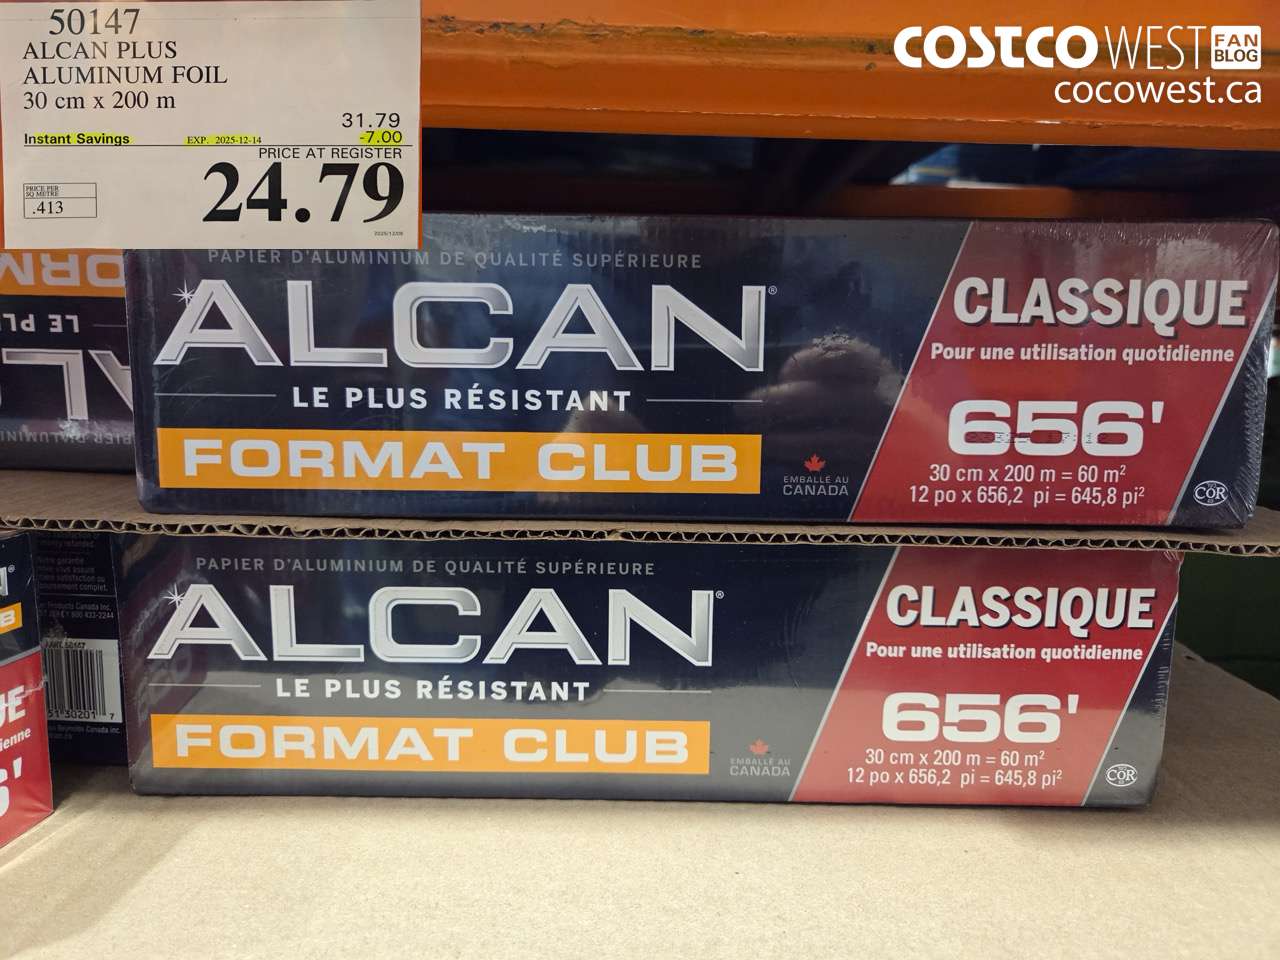 50147
ALCAN PLUS
ALUMINUM FOIL
30 cm x 200 m
31.79
Instant Savings EXP. 2025-12-14 -7.00
PRICE AT REGISTER
24.79
PRICE PER
SQ METRE
.413
2025/12/08
COSTCO WEST FAN BLOG
cocowest.ca
PAPIER D'ALUMINIUM DE QUALITÉ SUPÉRIEURE
ALCAN®
LE PLUS RÉSISTANT
FORMAT CLUB
EMBALLÉ AU
CANADA
CLASSIQUE
Pour une utilisation quotidienne
656'
30 cm x 200 m = 60 m²
12 po x 656,2 pi = 645,8 pi²
COR
PAPIER D'ALUMINIUM DE QUALITÉ SUPÉRIEURE
ALCAN®
LE PLUS RÉSISTANT
FORMAT CLUB
EMBALLÉ AU
CANADA
CLASSIQUE
Pour une utilisation quotidienne
656'
30 cm x 200 m = 60 m²
12 po x 656,2 pi = 645,8 pi²
COR